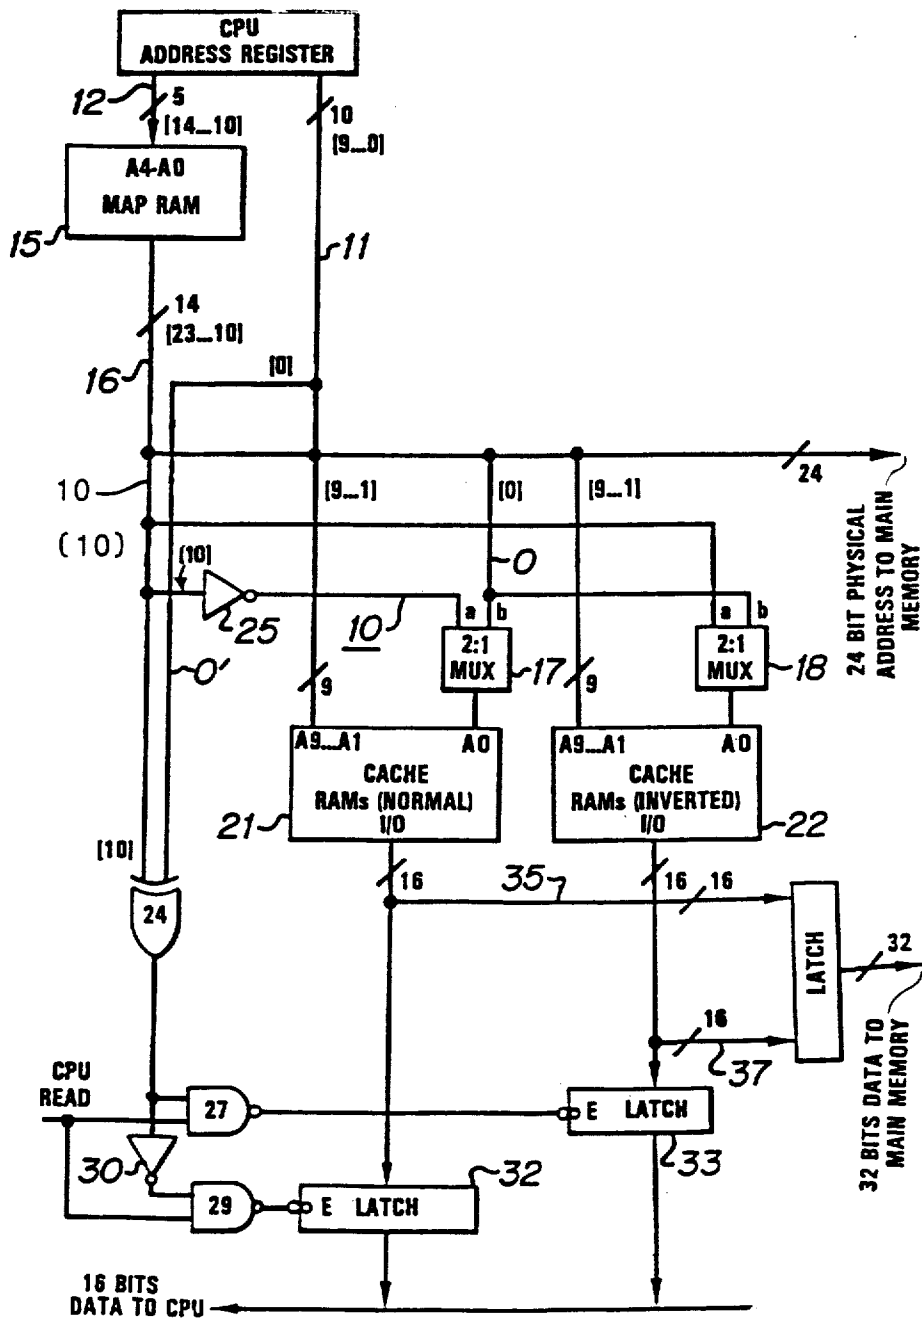 CPU
ADDRESS REGISTER
12
5
[14...10]
10
[9...0]
A4-A0
MAP RAM
15
11
14
[23...10]
16
[0]
24
10
[9...1]
[0]
[9...1]
(10)
[10]
0
25
10
a
b
a
b
2:1
MUX
17
2:1
MUX
18
0'
9
9
24 BIT PHYSICAL
ADDRESS TO MAIN
MEMORY
A9...A1
A0
A9...A1
A0
CACHE
RAMs (NORMAL)
I/O
21
CACHE
RAMs (INVERTED)
I/O
22
[10]
16
16
16
35
24
LATCH
32
16
37
32 BITS DATA TO
MAIN MEMORY
CPU
READ
27
E LATCH
33
30
29
E LATCH
32
16 BITS
DATA TO CPU